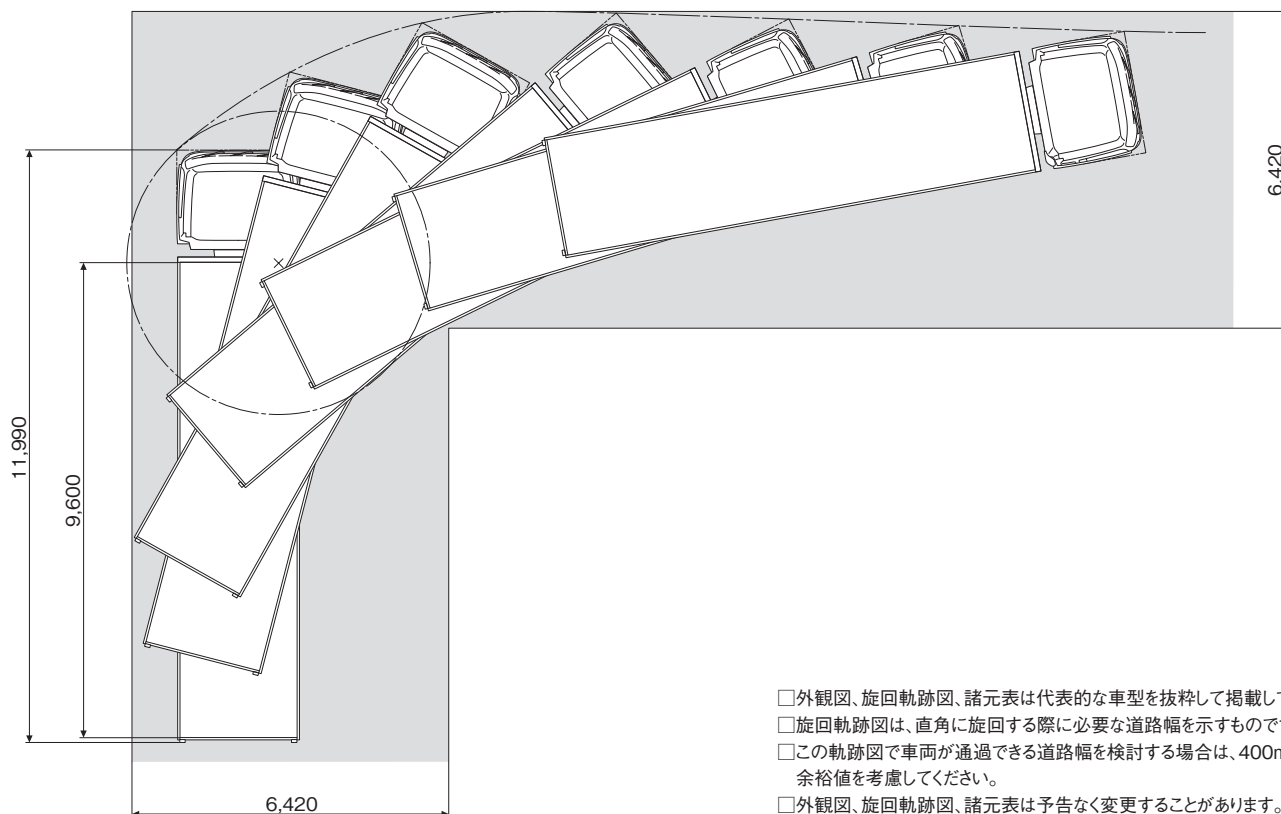 6,420
11,990
9,600
6,420
□外観図、旋回軌跡図、諸元表は代表的な車型を抜粋して掲載して
□旋回軌跡図は、直角に旋回する際に必要な道路幅を示すもので
□この軌跡図で車両が通過できる道路幅を検討する場合は、400m
余裕値を考慮してください。
□外観図、旋回軌跡図、諸元表は予告なく変更することがあります。